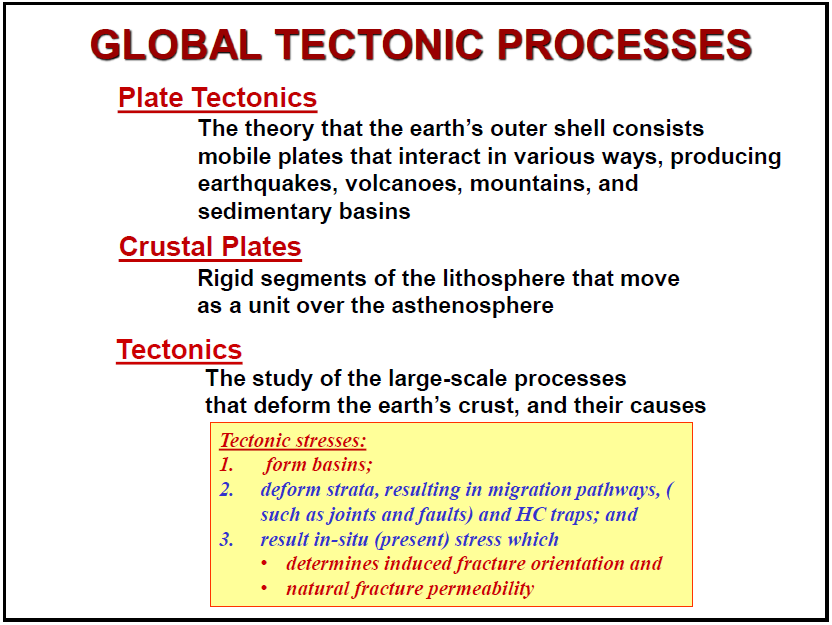 GLOBAL TECTONIC PROCESSES
Plate Tectonics
The theory that the earth’s outer shell consists
mobile plates that interact in various ways, producing
earthquakes, volcanoes, mountains, and
sedimentary basins
Crustal Plates
Rigid segments of the lithosphere that move
as a unit over the asthenosphere
Tectonics
The study of the large-scale processes
that deform the earth’s crust, and their causes
Tectonic stresses:
1. form basins;
2. deform strata, resulting in migration pathways, (
such as joints and faults) and HC traps; and
3. result in-situ (present) stress which
• determines induced fracture orientation and
• natural fracture permeability